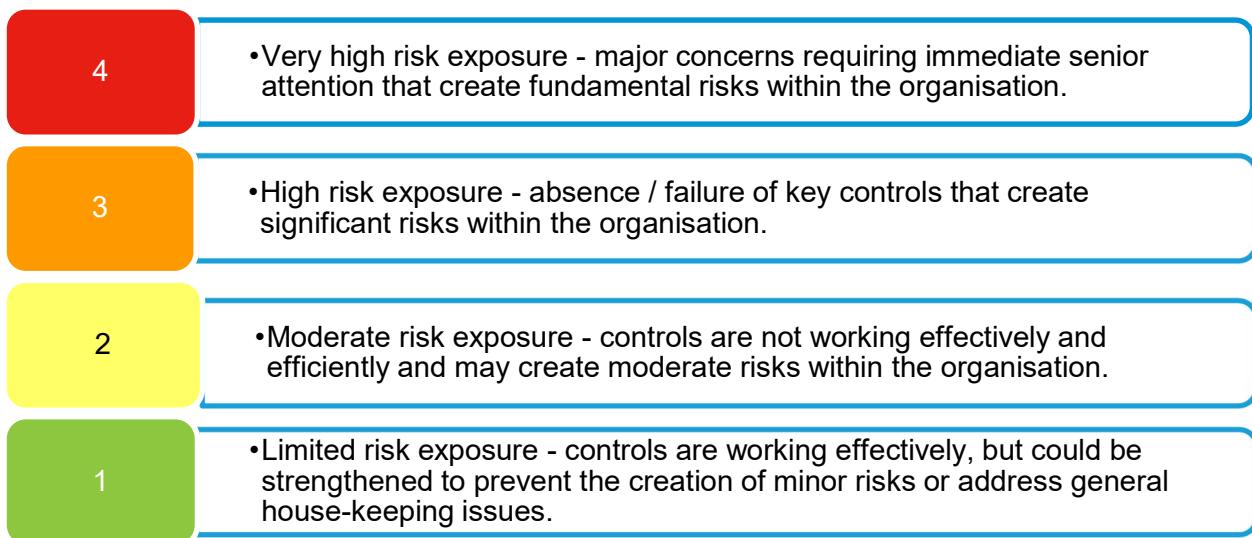 4
•Very high risk exposure - major concerns requiring immediate senior
attention that create fundamental risks within the organisation.
3
•High risk exposure - absence / failure of key controls that create
significant risks within the organisation.
2
•Moderate risk exposure - controls are not working effectively and
efficiently and may create moderate risks within the organisation.
1
•Limited risk exposure - controls are working effectively, but could be
strengthened to prevent the creation of minor risks or address general
house-keeping issues.